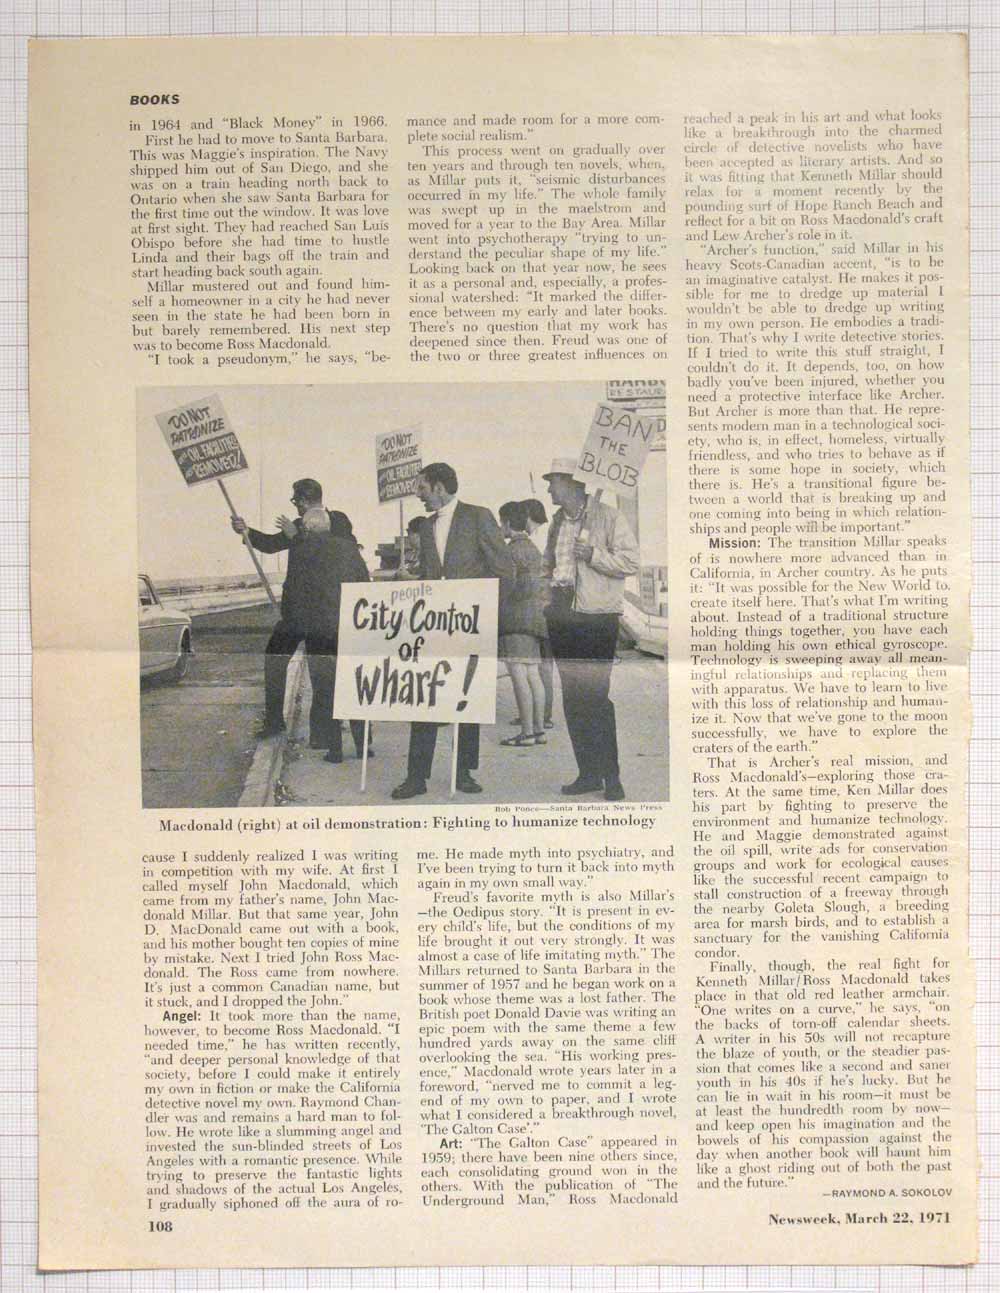 BOOKS
in 1964 and "Black Money" in 1966.
First he had to move to Santa Barbara.
This was Maggie's inspiration. The Navy
shipped him out of San Diego, and she
was on a train heading north back to
Ontario when she saw Santa Barbara for
the first time out the window. It was love
at first sight. They had reached San Luis
Obispo before she had time to hustle
Linda and their bags off the train and
start heading back south again.
Millar mustered out and found him-
self a homeowner in a city he had never
seen in the state he had been born in
but barely remembered. His next step
was to become Ross Macdonald.
"I took a pseudonym," he says, "be-
mance and made room for a more com-
plete social realism."
This process went on gradually over
ten years and through ten novels, when,
as Millar puts it, "seismic disturbances
occurred in my life." The whole family
was swept up in the maelstrom and
moved for a year to the Bay Area. Millar
went into psychotherapy "trying to un-
derstand the peculiar shape of my life."
Looking back on that year now, he sees
it as a personal and, especially, a profes-
sional watershed: "It marked the differ-
ence between my early and later books.
There's no question that my work has
deepened since then. Freud was one of
the two or three greatest influences on
DO NOT
PATRONIZE
OIL FACILITIES
REMOVED!
DO NOT
PATRONIZE
OIL FACILITIES
REMOVED!
HARBOR
RESTAUR
BAN
THE
BLOB
people
City Control
of
Wharf!
Bob Ponce—Santa Barbara News Press
Macdonald (right) at oil demonstration: Fighting to humanize technology
cause I suddenly realized I was writing
in competition with my wife. At first I
called myself John Macdonald, which
came from my father's name, John Mac-
donald Millar. But that same year, John
D. MacDonald came out with a book,
and his mother bought ten copies of mine
by mistake. Next I tried John Ross Mac-
donald. The Ross came from nowhere.
It's just a common Canadian name, but
it stuck, and I dropped the John."
Angel: It took more than the name,
however, to become Ross Macdonald. "I
needed time," he has written recently,
"and deeper personal knowledge of that
society, before I could make it entirely
my own in fiction or make the California
detective novel my own. Raymond Chan-
dler was and remains a hard man to fol-
low. He wrote like a slumming angel and
invested the sun-blinded streets of Los
Angeles with a romantic presence. While
trying to preserve the fantastic lights
and shadows of the actual Los Angeles,
I gradually siphoned off the aura of ro-
me. He made myth into psychiatry, and
I've been trying to turn it back into myth
again in my own small way."
Freud's favorite myth is also Millar's
—the Oedipus story. "It is present in ev-
ery child's life, but the conditions of my
life brought it out very strongly. It was
almost a case of life imitating myth." The
Millars returned to Santa Barbara in the
summer of 1957 and he began work on a
book whose theme was a lost father. The
British poet Donald Davie was writing an
epic poem with the same theme a few
hundred yards away on the same cliff
overlooking the sea. "His working pres-
ence," Macdonald wrote years later in a
foreword, "nerved me to commit a leg-
end of my own to paper, and I wrote
what I considered a breakthrough novel,
'The Galton Case'."
Art: "The Galton Case" appeared in
1959; there have been nine others since,
each consolidating ground won in the
others. With the publication of "The
Underground Man," Ross Macdonald
reached a peak in his art and what looks
like a breakthrough into the charmed
circle of detective novelists who have
been accepted as literary artists. And so
it was fitting that Kenneth Millar should
relax for a moment recently by the
pounding surf of Hope Ranch Beach and
reflect for a bit on Ross Macdonald's craft
and Lew Archer's role in it.
"Archer's function," said Millar in his
heavy Scots-Canadian accent, "is to be
an imaginative catalyst. He makes it pos-
sible for me to dredge up material I
wouldn't be able to dredge up writing
in my own person. He embodies a tradi-
tion. That's why I write detective stories.
If I tried to write this stuff straight, I
couldn't do it. It depends, too, on how
badly you've been injured, whether you
need a protective interface like Archer.
But Archer is more than that. He repre-
sents modern man in a technological soci-
ety, who is, in effect, homeless, virtually
friendless, and who tries to behave as if
there is some hope in society, which
there is. He's a transitional figure be-
tween a world that is breaking up and
one coming into being in which relation-
ships and people will be important."
Mission: The transition Millar speaks
of is nowhere more advanced than in
California, in Archer country. As he puts
it: "It was possible for the New World to
create itself here. That's what I'm writing
about. Instead of a traditional structure
holding things together, you have each
man holding his own ethical gyroscope.
Technology is sweeping away all mean-
ingful relationships and replacing them
with apparatus. We have to learn to live
with this loss of relationship and human-
ize it. Now that we've gone to the moon
successfully, we have to explore the
craters of the earth."
That is Archer's real mission, and
Ross Macdonald's—exploring those cra-
ters. At the same time, Ken Millar does
his part by fighting to preserve the
environment and humanize technology.
He and Maggie demonstrated against
the oil spill, write ads for conservation
groups and work for ecological causes
like the successful recent campaign to
stall construction of a freeway through
the nearby Goleta Slough, a breeding
area for marsh birds, and to establish a
sanctuary for the vanishing California
condor.
Finally, though, the real fight for
Kenneth Millar/Ross Macdonald takes
place in that old red leather armchair.
"One writes on a curve," he says, "on
the backs of torn-off calendar sheets.
A writer in his 50s will not recapture
the blaze of youth, or the steadier pas-
sion that comes like a second and saner
youth in his 40s if he's lucky. But he
can lie in wait in his room—it must be
at least the hundredth room by now—
and keep open his imagination and the
bowels of his compassion against the
day when another book will haunt him
like a ghost riding out of both the past
and the future."
—RAYMOND A. SOKOLOV
108
Newsweek, March 22, 1971